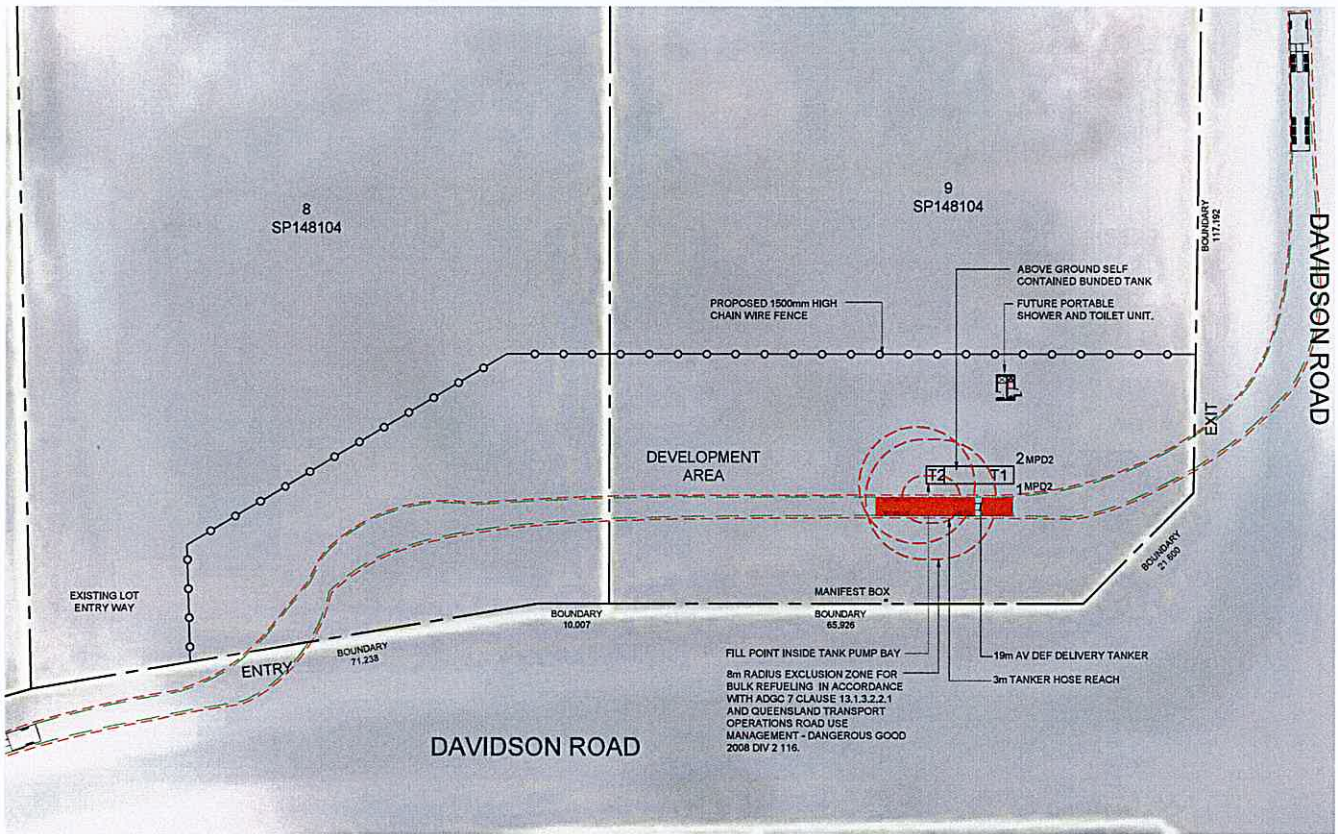 8
SP148104
9
SP148104
BOUNDARY
117.192
DAVIDSON ROAD
ABOVE GROUND SELF
CONTAINED BUNDED TANK
PROPOSED 1500mm HIGH
CHAIN WIRE FENCE
FUTURE PORTABLE
SHOWER AND TOILET UNIT.
EXIT
DEVELOPMENT
AREA
2 MPD2
T2
T1
1 MPD2
BOUNDARY
21.600
EXISTING LOT
ENTRY WAY
MANIFEST BOX
BOUNDARY
10.007
BOUNDARY
65.926
ENTRY
BOUNDARY
71.238
FILL POINT INSIDE TANK PUMP BAY
19m AV DEF DELIVERY TANKER
3m TANKER HOSE REACH
8m RADIUS EXCLUSION ZONE FOR
BULK REFUELING IN ACCORDANCE
WITH ADGC 7 CLAUSE 13.1.3.2.2.1
AND QUEENSLAND TRANSPORT
OPERATIONS ROAD USE
MANAGEMENT - DANGEROUS GOOD
2008 DIV 2 116.
DAVIDSON ROAD